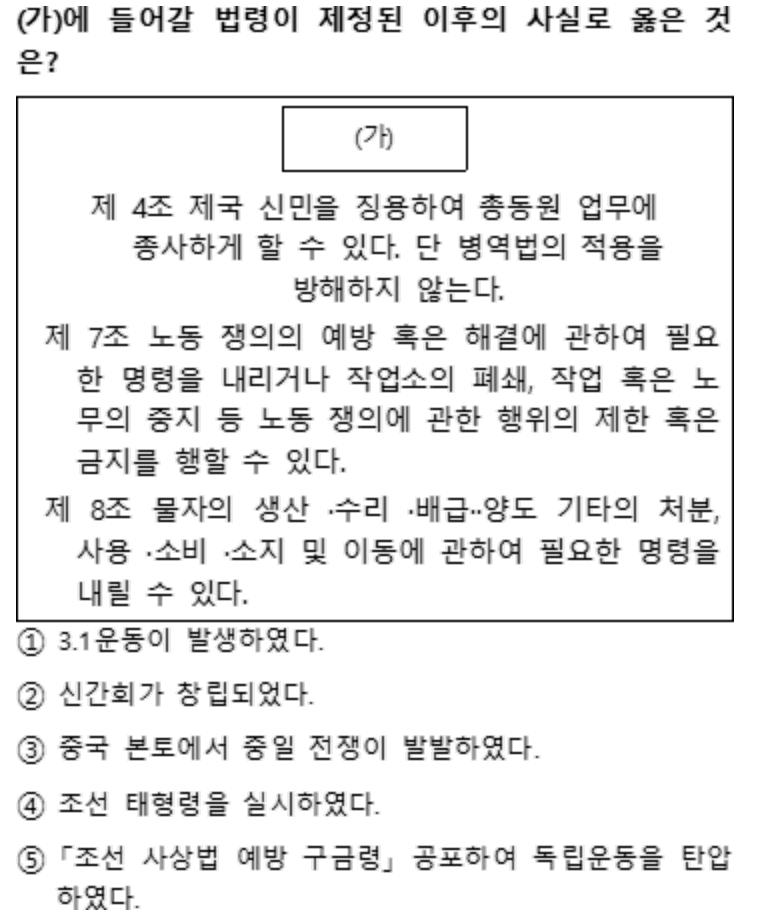 (가)에 들어갈 법령이 제정된 이후의 사실로 옳은 것
은?
(가)
제 4조 제국 신민을 징용하여 총동원 업무에
종사하게 할 수 있다. 단 병역법의 적용을
방해하지 않는다.
제 7조 노동 쟁의의 예방 혹은 해결에 관하여 필요
한 명령을 내리거나 작업소의 폐쇄, 작업 혹은 노
무의 중지 등 노동 쟁의에 관한 행위의 제한 혹은
금지를 행할 수 있다.
제 8조 물자의 생산 ·수리 ·배급··양도 기타의 처분,
사용 ·소비 ·소지 및 이동에 관하여 필요한 명령을
내릴 수 있다.
① 3.1운동이 발생하였다.
② 신간회가 창립되었다.
③ 중국 본토에서 중일 전쟁이 발발하였다.
④ 조선 태형령을 실시하였다.
⑤ 「조선 사상법 예방 구금령」 공포하여 독립운동을 탄압
하였다.